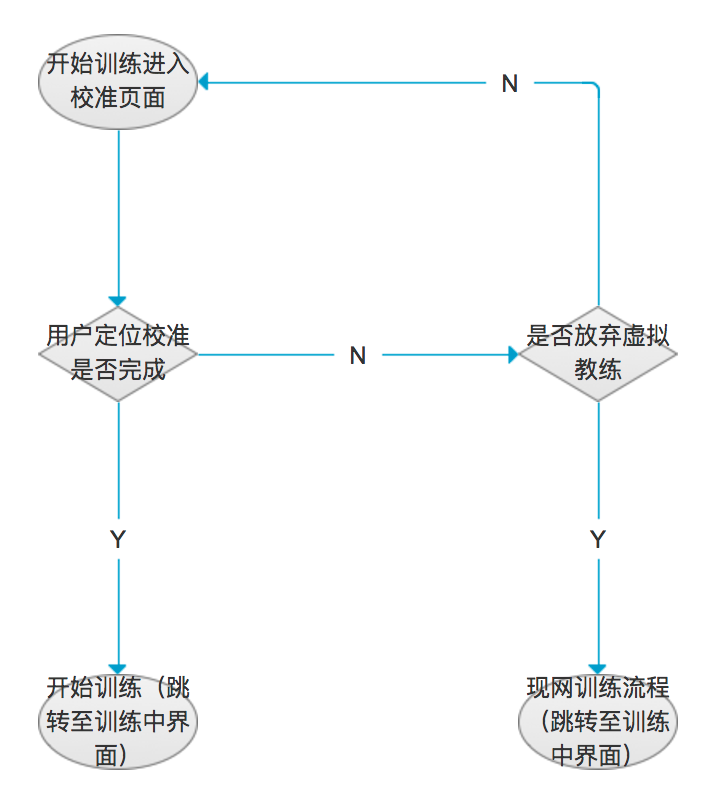 开始训练进入
校准页面
N
用户定位校准
是否完成
N
是否放弃虚拟
教练
Y
Y
开始训练（跳
转至训练中界
面）
现网训练流程
（跳转至训练
中界面）